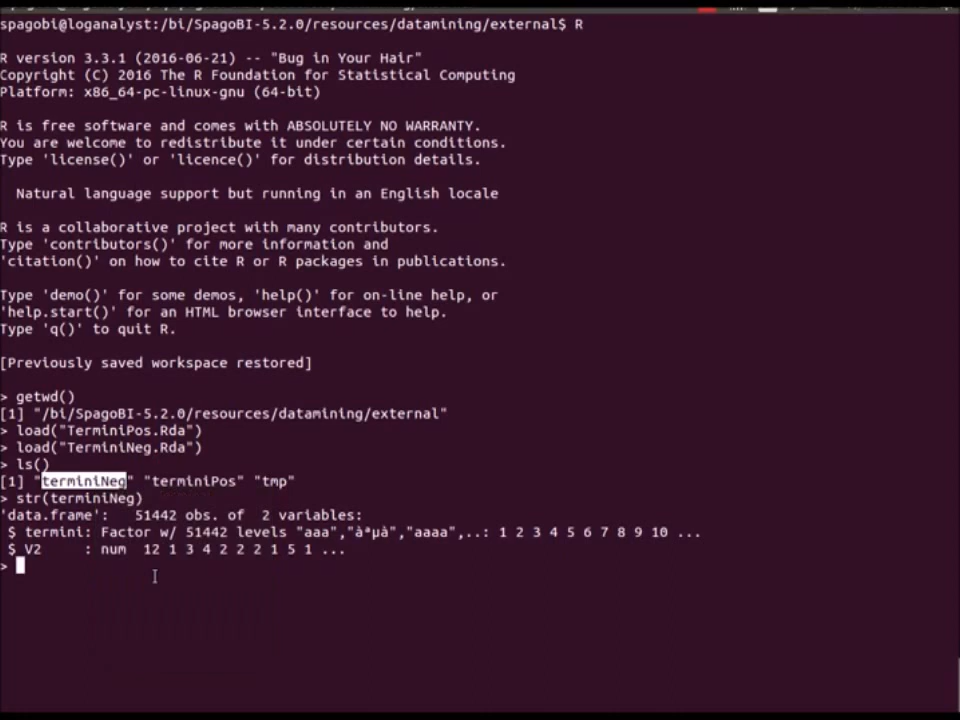 spagobi@loganalyst:/bi/SpagoBI-5.2.0/resources/datamining/external$ R
R version 3.3.1 (2016-06-21) -- "Bug in Your Hair"
Copyright (C) 2016 The R Foundation for Statistical Computing
Platform: x86_64-pc-linux-gnu (64-bit)
R is free software and comes with ABSOLUTELY NO WARRANTY.
You are welcome to redistribute it under certain conditions.
Type 'license()' or 'licence()' for distribution details.
Natural language support but running in an English locale
R is a collaborative project with many contributors.
Type 'contributors()' for more information and
'citation()' on how to cite R or R packages in publications.
Type 'demo()' for some demos, 'help()' for on-line help, or
'help.start()' for an HTML browser interface to help.
Type 'q()' to quit R.
[Previously saved workspace restored]
> getwd()
[1] "/bi/SpagoBI-5.2.0/resources/datamining/external"
> load("TerminiPos.Rda")
> load("TerminiNeg.Rda")
> ls()
[1] "terminiNeg" "terminiPos" "tmp"
> str(terminiNeg)
'data.frame':   51442 obs. of  2 variables:
 $ termini: Factor w/ 51442 levels "aaa","àªµà","aaaa",..: 1 2 3 4 5 6 7 8 9 10 ...
 $ V2     : num  12 1 3 4 2 2 2 1 5 1 ...
>